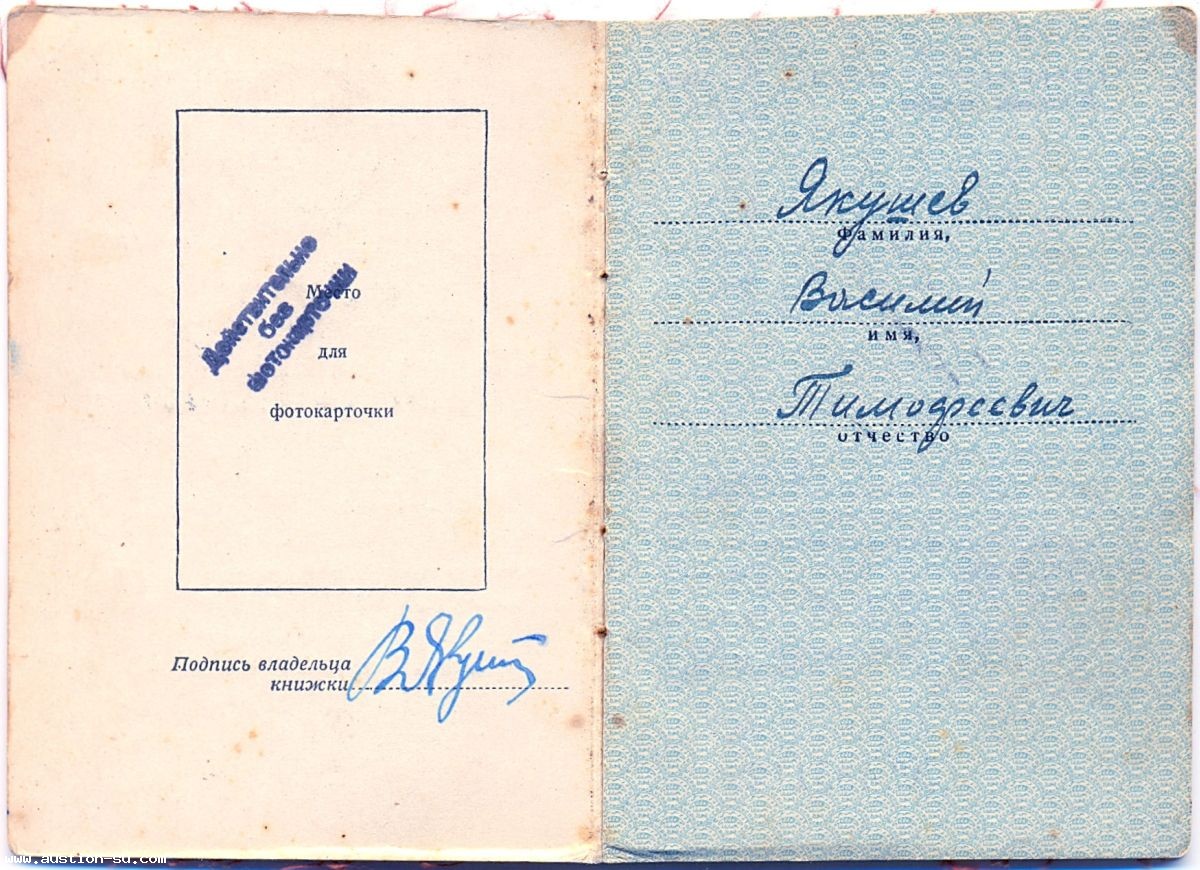 Действительно
без
фотокарточки
Место
для
фотокарточки
Подпись владельца
книжки
Якушев
фамилия,
Василий
имя,
Тимофеевич
отчество
www.auction-su.com